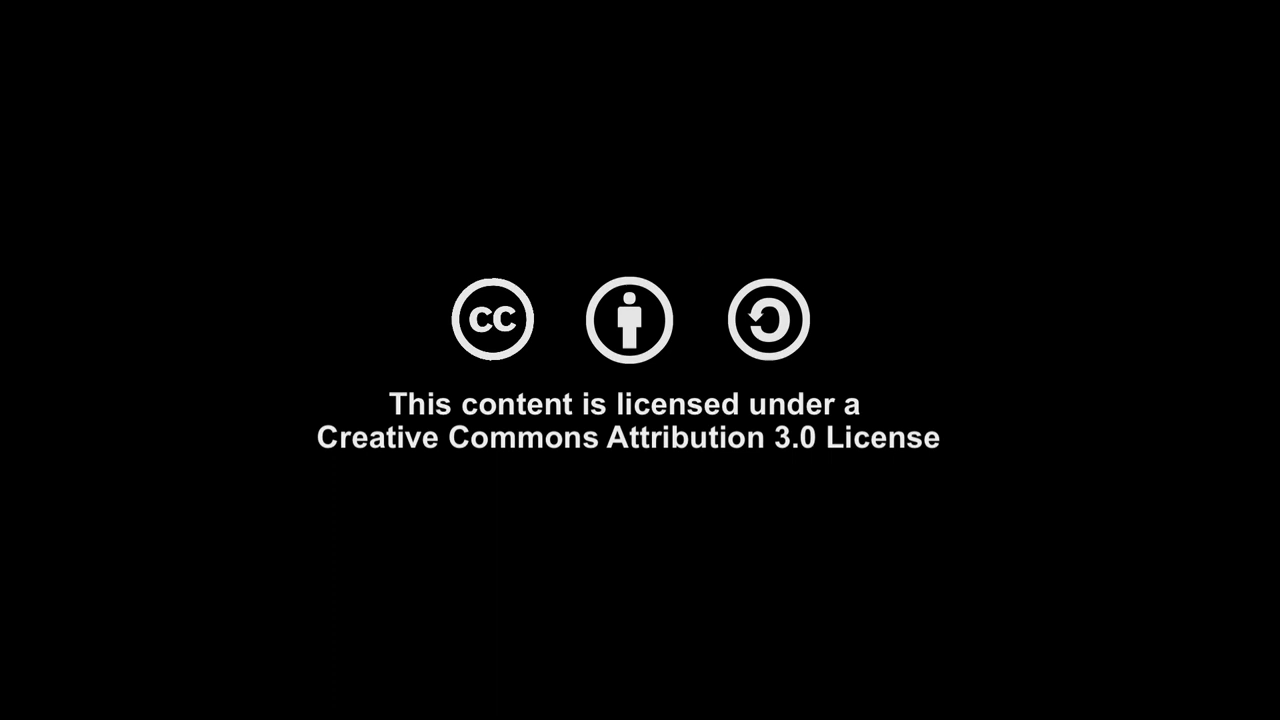 cc
This content is licensed under a
Creative Commons Attribution 3.0 License